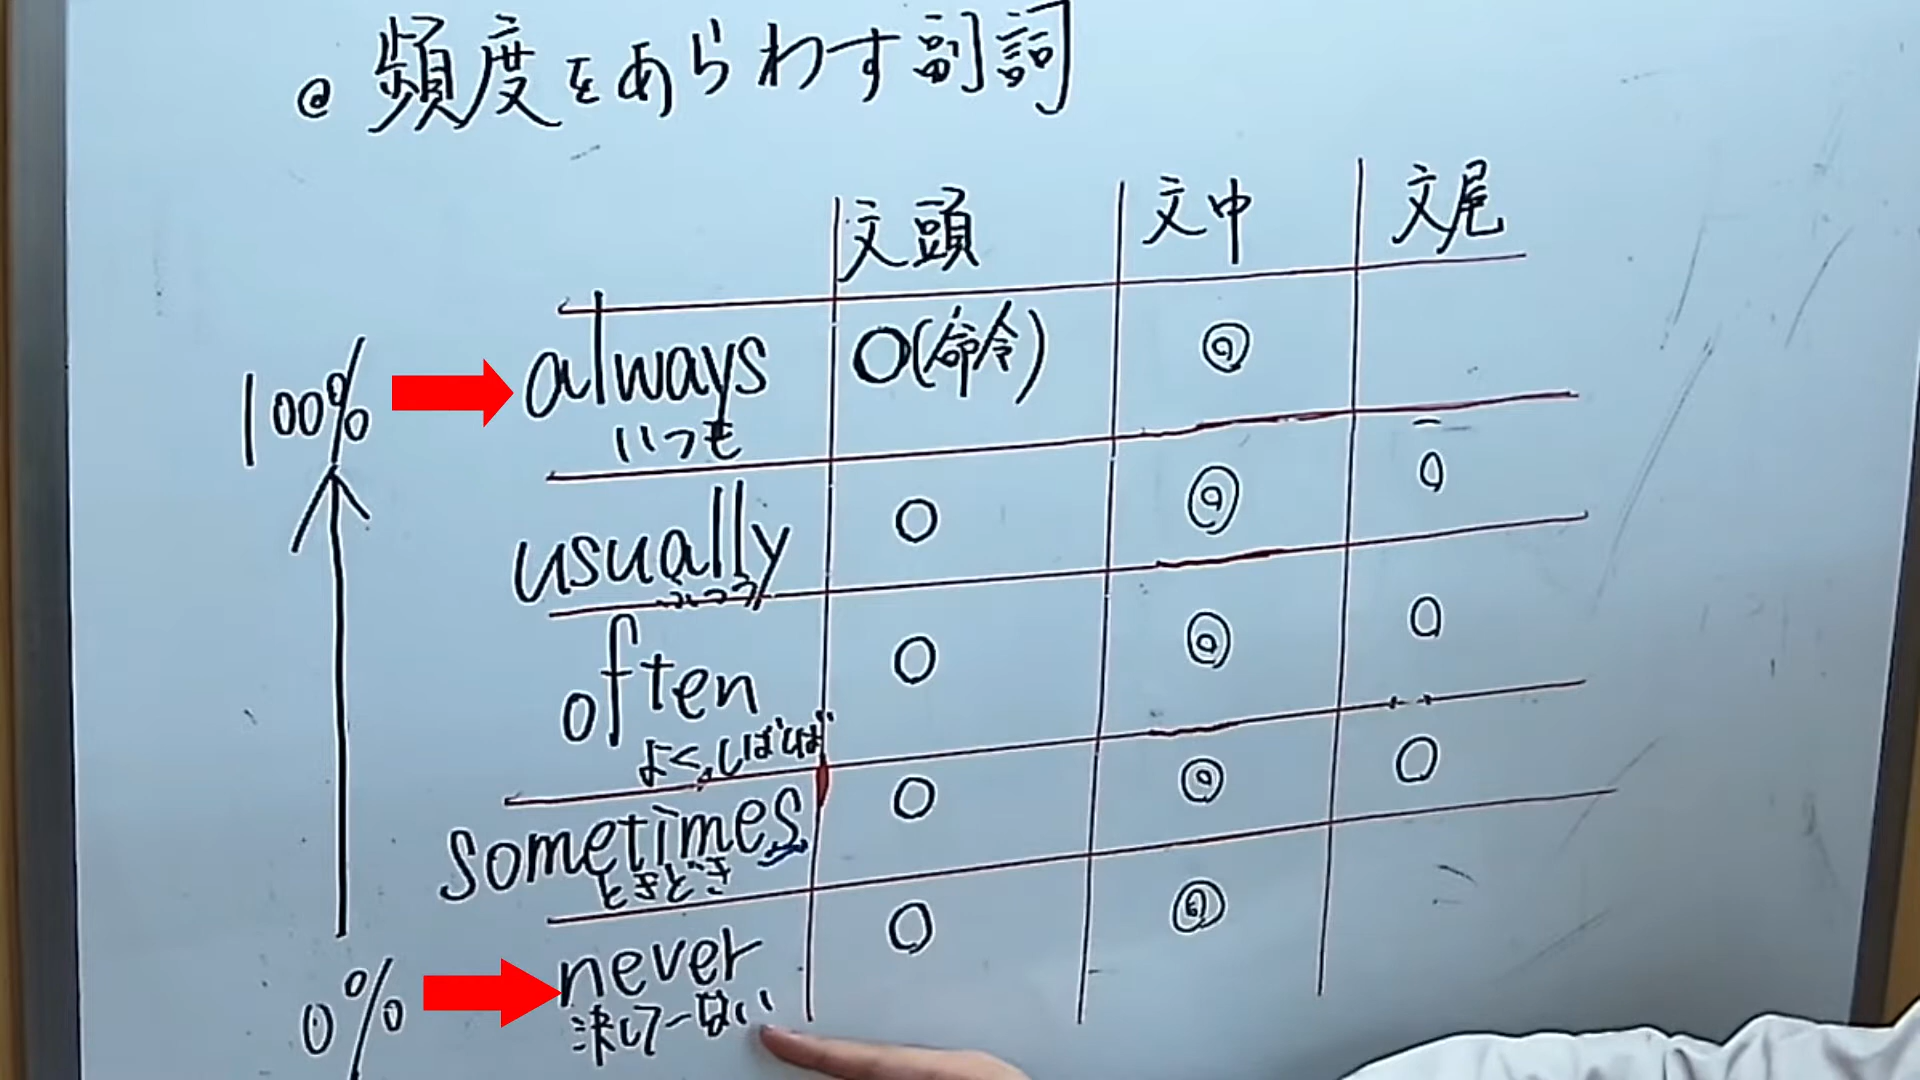 ◎ 頻度をあらわす副詞
文頭 文中 文尾
100% always ○(命令) ◎
いつも
usually ○ ◎ ○
ふつう
often ○ ◎ ○
よく、しばしば
sometimes ○ ◎ ○
ときどき
0% never ○ ◎
決して〜ない